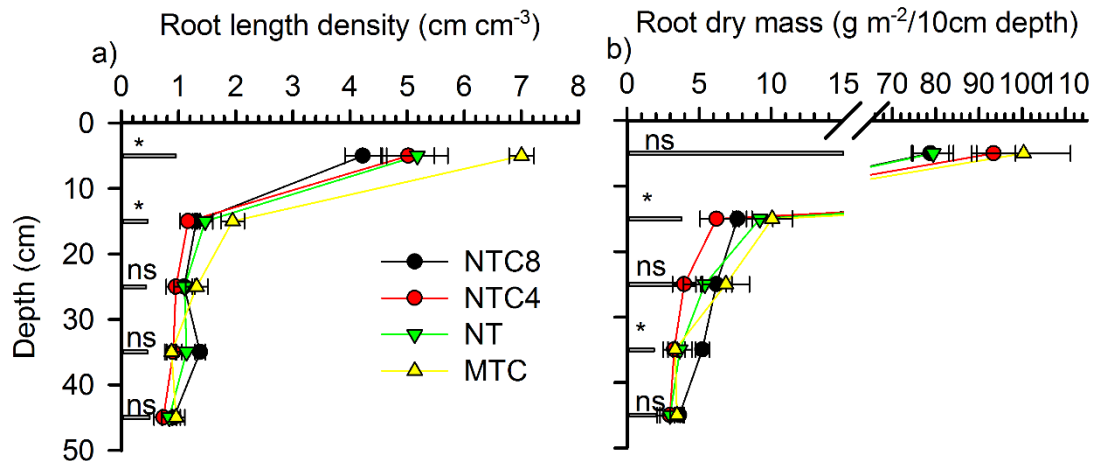 Root length density (cm cm⁻³)
a)
0 1 2 3 4 5 6 7 8
Root dry mass (g m⁻²/10cm depth)
b)
0 5 10 15 70 80 90 100 110
Depth (cm)
0
10
20
30
40
50
*
*
ns
ns
ns
NTC8
NTC4
NT
MTC
ns
*
ns
*
ns